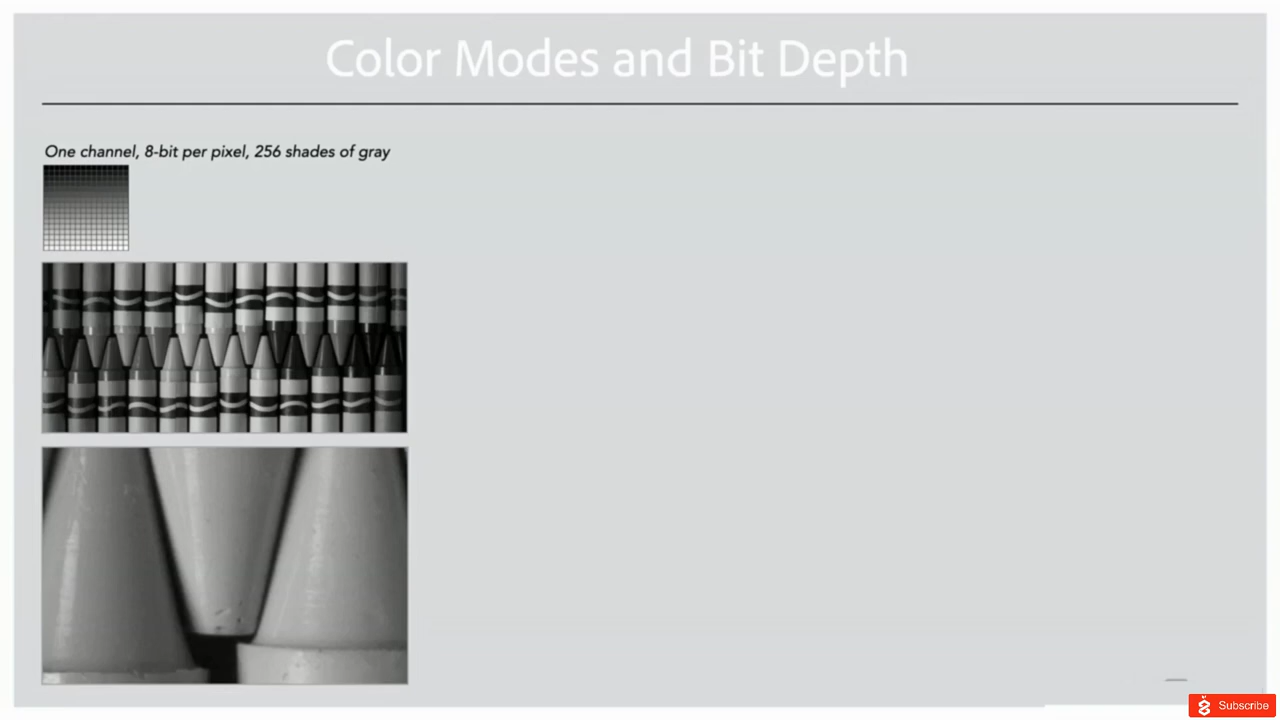 Color Modes and Bit Depth
One channel, 8-bit per pixel, 256 shades of gray
Subscribe